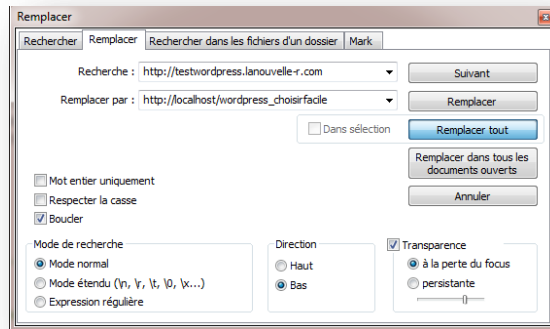 Remplacer
Rechercher Remplacer Rechercher dans les fichiers d'un dossier Mark
Recherche : http://testwordpress.lanouvelle-r.com Suivant
Remplacer par : http://localhost/wordpress_choisirfacile Remplacer
Dans sélection Remplacer tout
Remplacer dans tous les
documents ouverts
Mot entier uniquement
Respecter la casse Annuler
Boucler
Mode de recherche Direction Transparence
Mode normal Haut à la perte du focus
Mode étendu (\n, \r, \t, \0, \x...) Bas persistante
Expression régulière